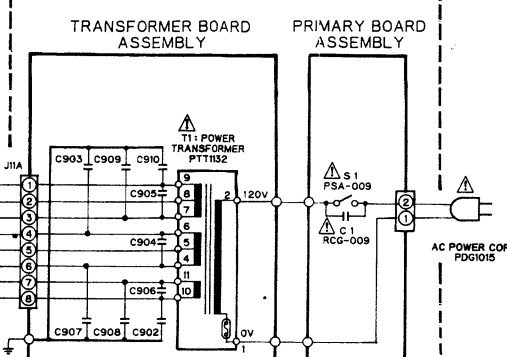 TRANSFORMER BOARD
ASSEMBLY
PRIMARY BOARD
ASSEMBLY
T1: POWER
TRANSFORMER
PTT1132
J11A
C903 C909 C910
C905
C904
C906
C907 C908 C902
1
2
3
4
5
6
7
8
9
8
7
6
5
4
11
10
2 120V
0V
1
S 1
PSA-009
C 1
RCG-009
2
1
AC POWER COR
PDG1015